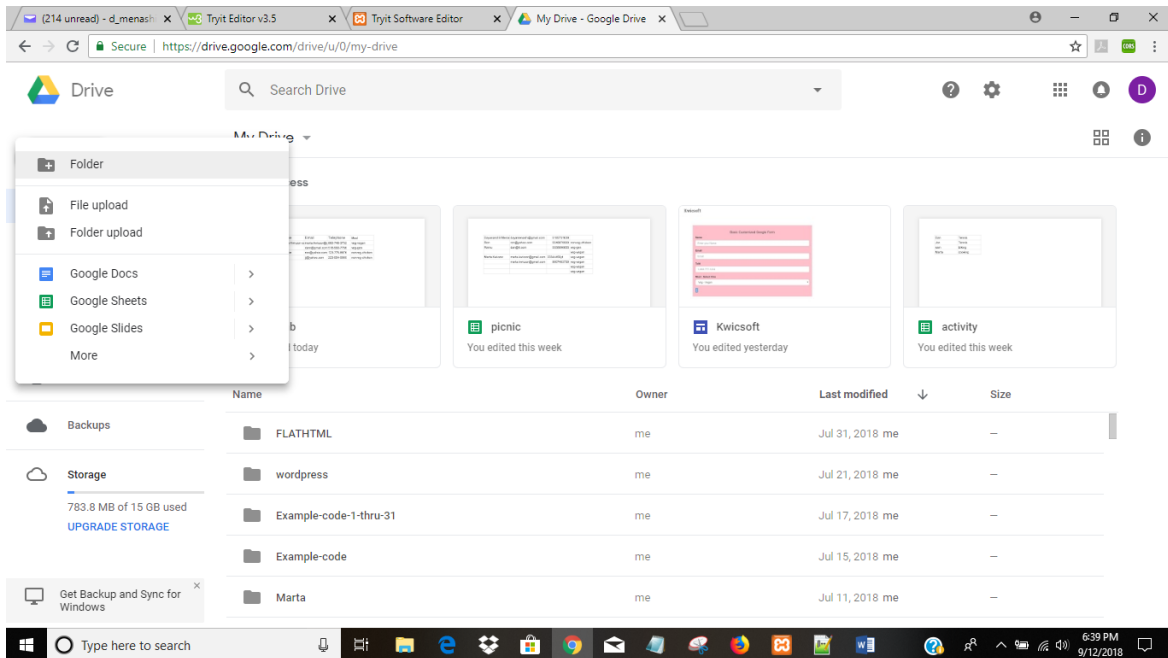 (214 unread) - d_menash
Tryit Editor v3.5
Tryit Software Editor
My Drive - Google Drive
Secure | https://drive.google.com/drive/u/0/my-drive
CORS
Drive
Search Drive
D
My Drive
Folder
ess
File upload
Folder upload
Google Docs
Google Sheets
Google Slides
More
b
today
picnic
You edited this week
Kwicsoft
Kwicsoft
You edited yesterday
activity
You edited this week
Name Owner Last modified Size
Backups
FLATHTML me Jul 31, 2018 me –
Storage
wordpress me Jul 21, 2018 me –
783.8 MB of 15 GB used
UPGRADE STORAGE
Example-code-1-thru-31 me Jul 17, 2018 me –
Example-code me Jul 15, 2018 me –
Get Backup and Sync for
Windows
Marta me Jul 11, 2018 me –
Type here to search
6:39 PM
9/12/2018